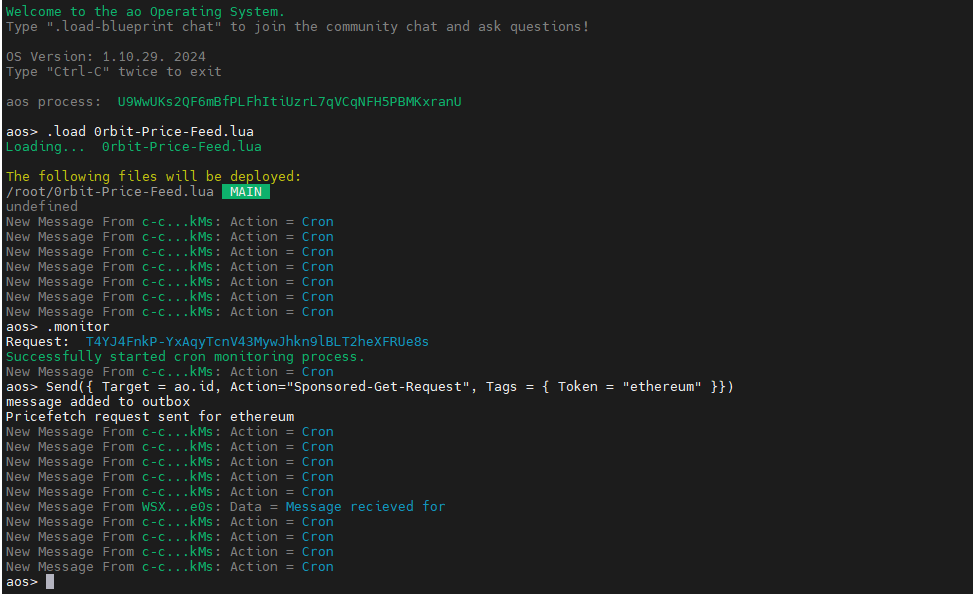 Welcome to the ao Operating System.
Type ".load-blueprint chat" to join the community chat and ask questions!
OS Version: 1.10.29. 2024
Type "Ctrl-C" twice to exit
aos process:  U9WwUKs2QF6mBfPLFhItiUzrL7qVCqNFH5PBMKxranU
aos> .load 0rbit-Price-Feed.lua
Loading...  0rbit-Price-Feed.lua
The following files will be deployed:
/root/0rbit-Price-Feed.lua  MAIN
undefined
New Message From c-c...kMs: Action = Cron
New Message From c-c...kMs: Action = Cron
New Message From c-c...kMs: Action = Cron
New Message From c-c...kMs: Action = Cron
New Message From c-c...kMs: Action = Cron
New Message From c-c...kMs: Action = Cron
New Message From c-c...kMs: Action = Cron
aos> .monitor
Request:  T4YJ4FnkP-YxAqyTcnV43MywJhkn9lBLT2heXFRUe8s
Successfully started cron monitoring process.
New Message From c-c...kMs: Action = Cron
aos> Send({ Target = ao.id, Action="Sponsored-Get-Request", Tags = { Token = "ethereum" }})
message added to outbox
Pricefetch request sent for ethereum
New Message From c-c...kMs: Action = Cron
New Message From c-c...kMs: Action = Cron
New Message From c-c...kMs: Action = Cron
New Message From c-c...kMs: Action = Cron
New Message From c-c...kMs: Action = Cron
New Message From WSX...e0s: Data = Message recieved for
New Message From c-c...kMs: Action = Cron
New Message From c-c...kMs: Action = Cron
New Message From c-c...kMs: Action = Cron
New Message From c-c...kMs: Action = Cron
aos>